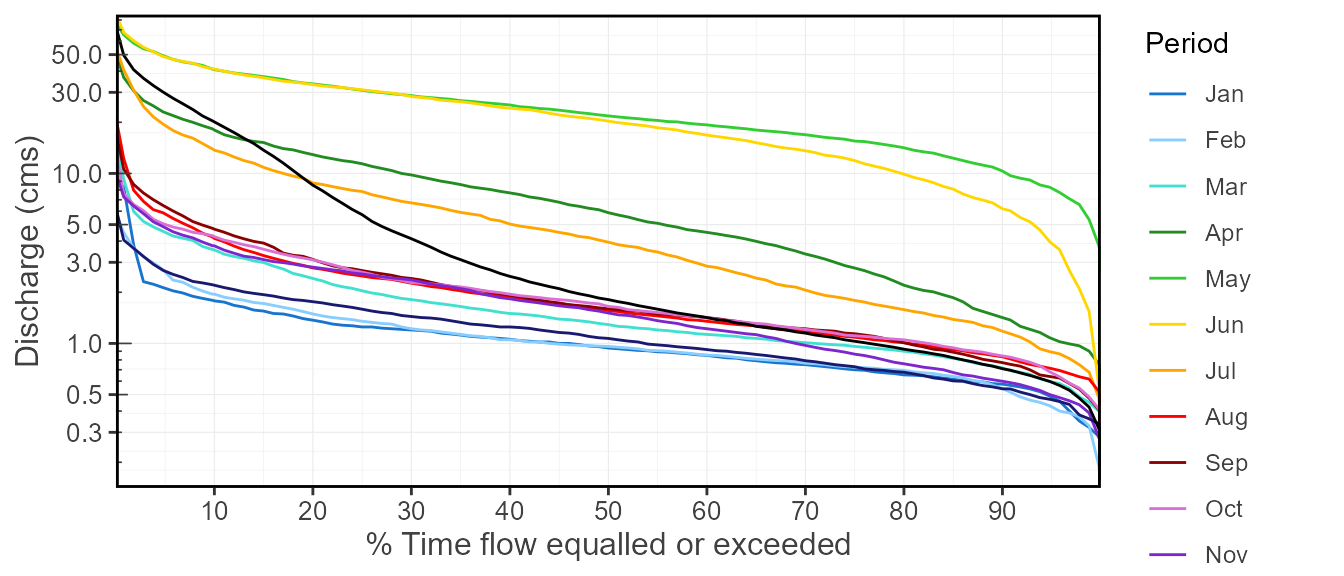 Discharge (cms)
50.0
30.0
10.0
5.0
3.0
1.0
0.5
0.3
10 20 30 40 50 60 70 80 90
% Time flow equalled or exceeded
Period
Jan
Feb
Mar
Apr
May
Jun
Jul
Aug
Sep
Oct
Nov